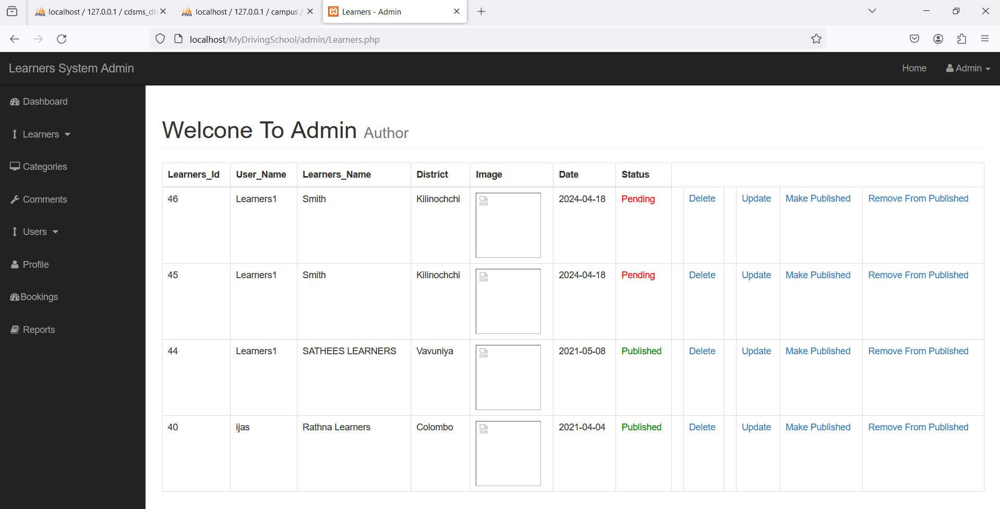 localhost / 127.0.0.1 / cdsms_db
localhost / 127.0.0.1 / campus /
Learners - Admin
localhost/MyDrivingSchool/admin/Learners.php
Learners System Admin
Home
Admin
Dashboard
Learners
Categories
Comments
Users
Profile
Bookings
Reports
Welcone To Admin Author
Learners_Id User_Name Learners_Name District Image Date Status
46 Learners1 Smith Kilinochchi 2024-04-18 Pending Delete Update Make Published Remove From Published
45 Learners1 Smith Kilinochchi 2024-04-18 Pending Delete Update Make Published Remove From Published
44 Learners1 SATHEES LEARNERS Vavuniya 2021-05-08 Published Delete Update Make Published Remove From Published
40 ijas Rathna Learners Colombo 2021-04-04 Published Delete Update Make Published Remove From Published